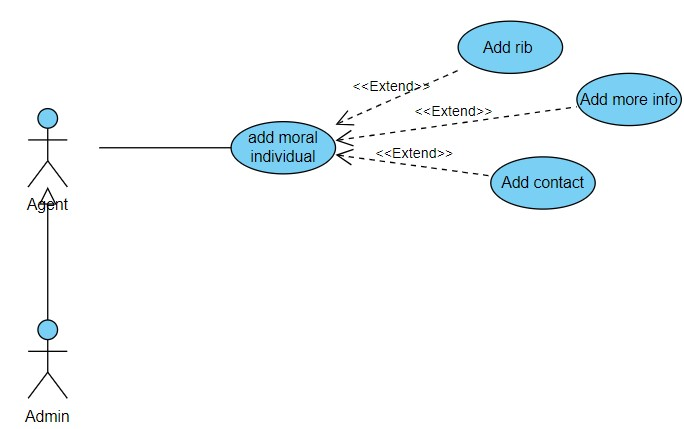 Add rib
<<Extend>>
Add more info
<<Extend>>
add moral
individual
<<Extend>>
Add contact
Agent
Admin